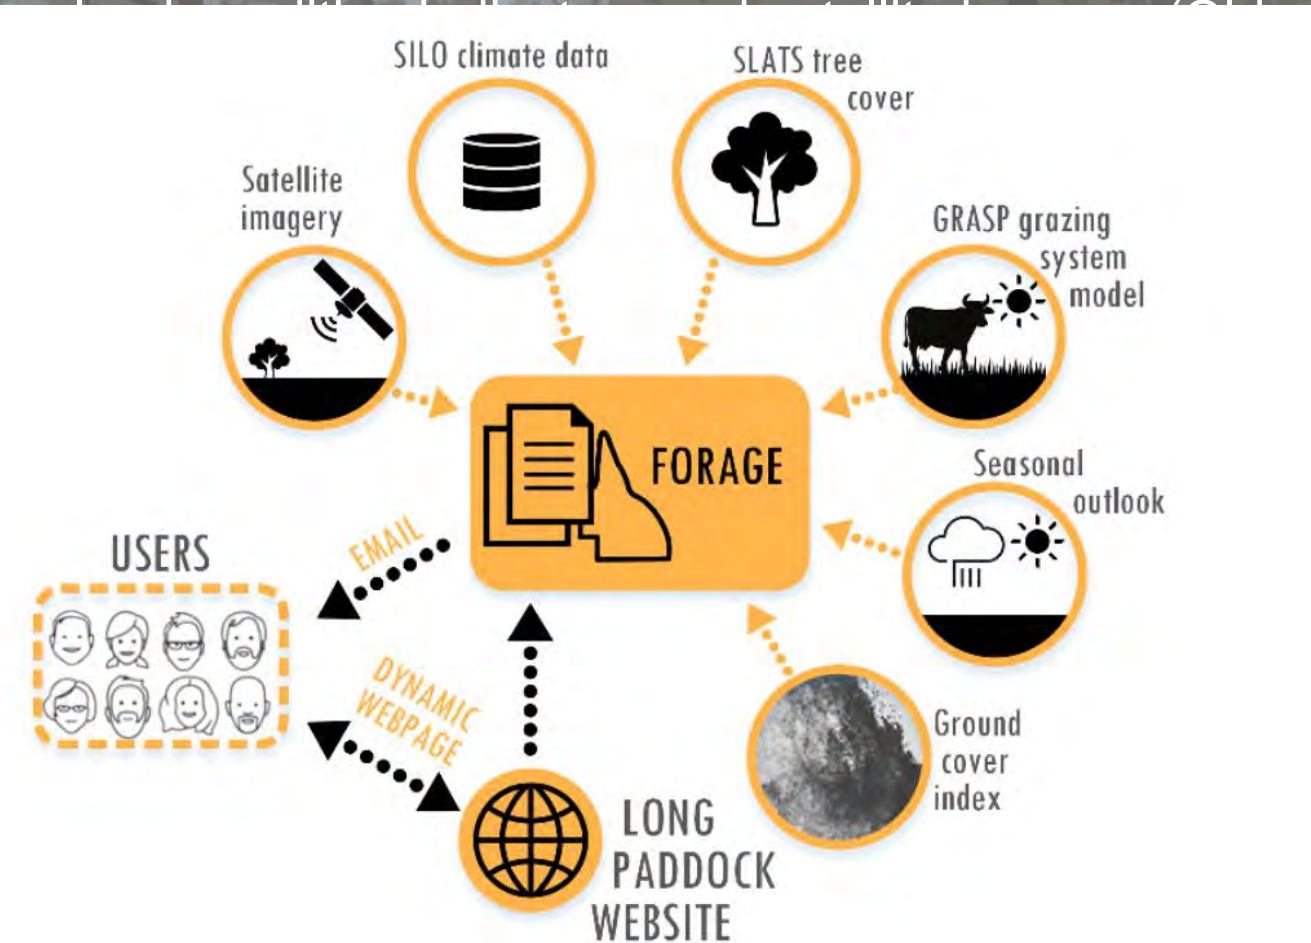 SILO climate data
SLATS tree
cover
Satellite
imagery
GRASP grazing
system
model
FORAGE
Seasonal
outlook
EMAIL
USERS
DYNAMIC
WEBPAGE
Ground
cover
index
LONG
PADDOCK
WEBSITE